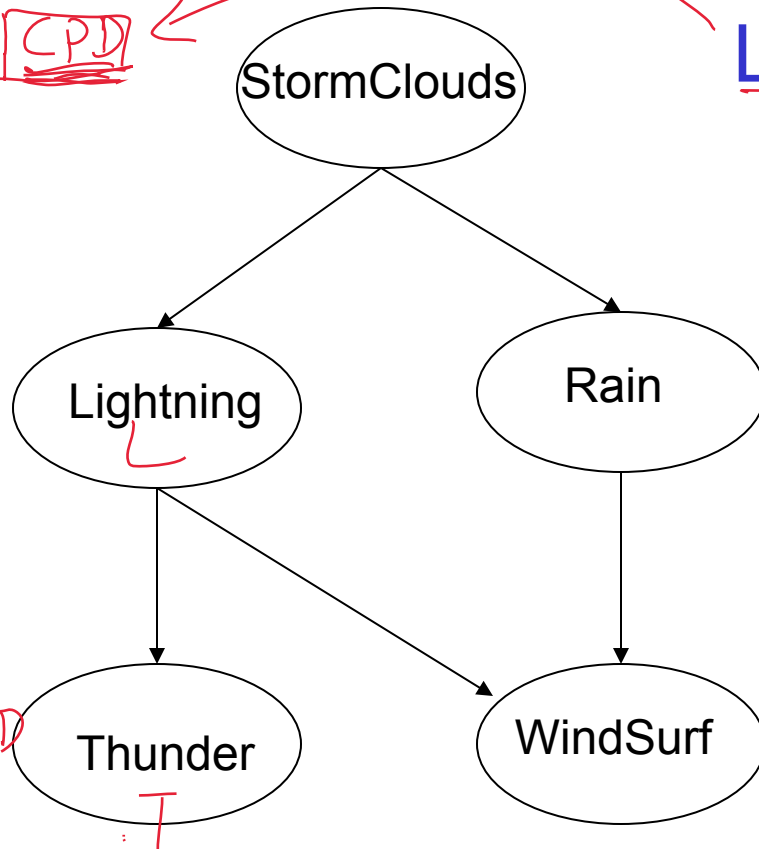 CPD
StormClouds
L
Lightning
L
Rain
D
Thunder
T
WindSurf